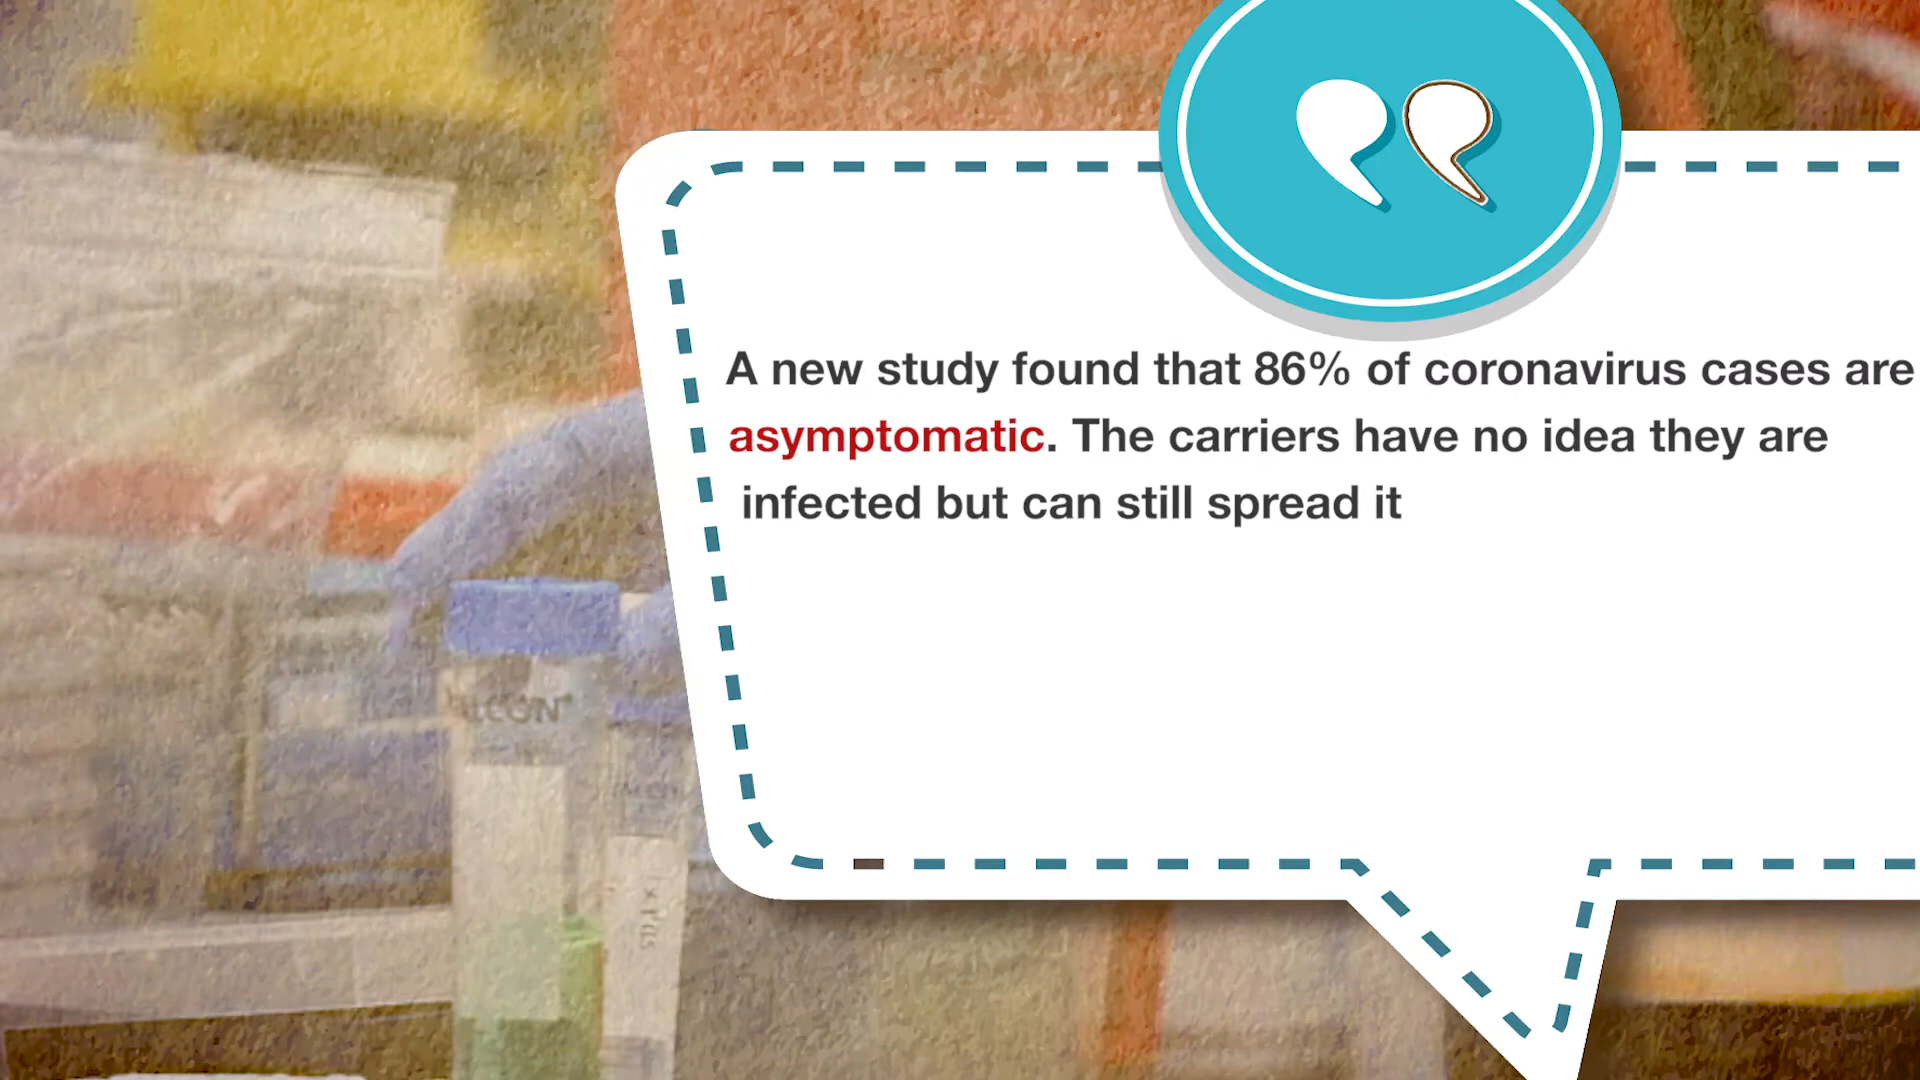 A new study found that 86% of coronavirus cases are
asymptomatic. The carriers have no idea they are
infected but can still spread it